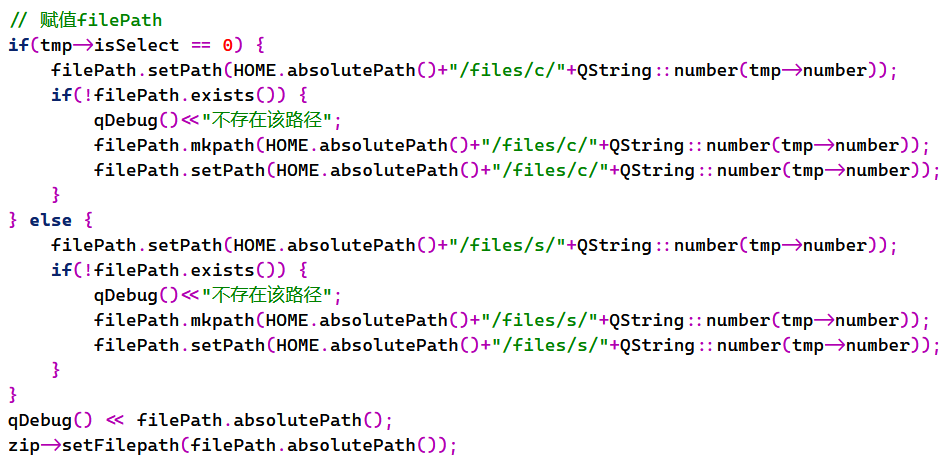 // 赋值filePath
if(tmp->isSelect == 0) {
    filePath.setPath(HOME.absolutePath()+"/files/c/"+QString::number(tmp->number));
    if(!filePath.exists()) {
        qDebug()<<"不存在该路径";
        filePath.mkpath(HOME.absolutePath()+"/files/c/"+QString::number(tmp->number));
        filePath.setPath(HOME.absolutePath()+"/files/c/"+QString::number(tmp->number));
    }
} else {
    filePath.setPath(HOME.absolutePath()+"/files/s/"+QString::number(tmp->number));
    if(!filePath.exists()) {
        qDebug()<<"不存在该路径";
        filePath.mkpath(HOME.absolutePath()+"/files/s/"+QString::number(tmp->number));
        filePath.setPath(HOME.absolutePath()+"/files/s/"+QString::number(tmp->number));
    }
}
qDebug() << filePath.absolutePath();
zip->setFilepath(filePath.absolutePath());